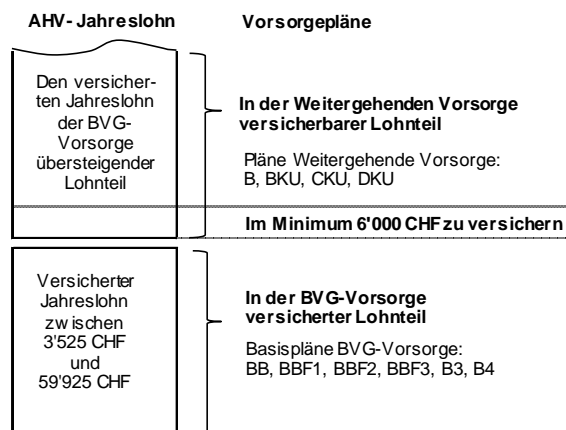 AHV-Jahreslohn
Vorsorgepläne
Den versicher-
ten Jahreslohn
der BVG-
Vorsorge
übersteigender
Lohnteil
In der Weitergehenden Vorsorge
versicherbarer Lohnteil
Pläne Weitergehende Vorsorge:
B, BKU, CKU, DKU
Im Minimum 6'000 CHF zu versichern
Versicherter
Jahreslohn
zwischen
3'525 CHF
und
59'925 CHF
In der BVG-Vorsorge
versicherter Lohnteil
Basispläne BVG-Vorsorge:
BB, BBF1, BBF2, BBF3, B3, B4